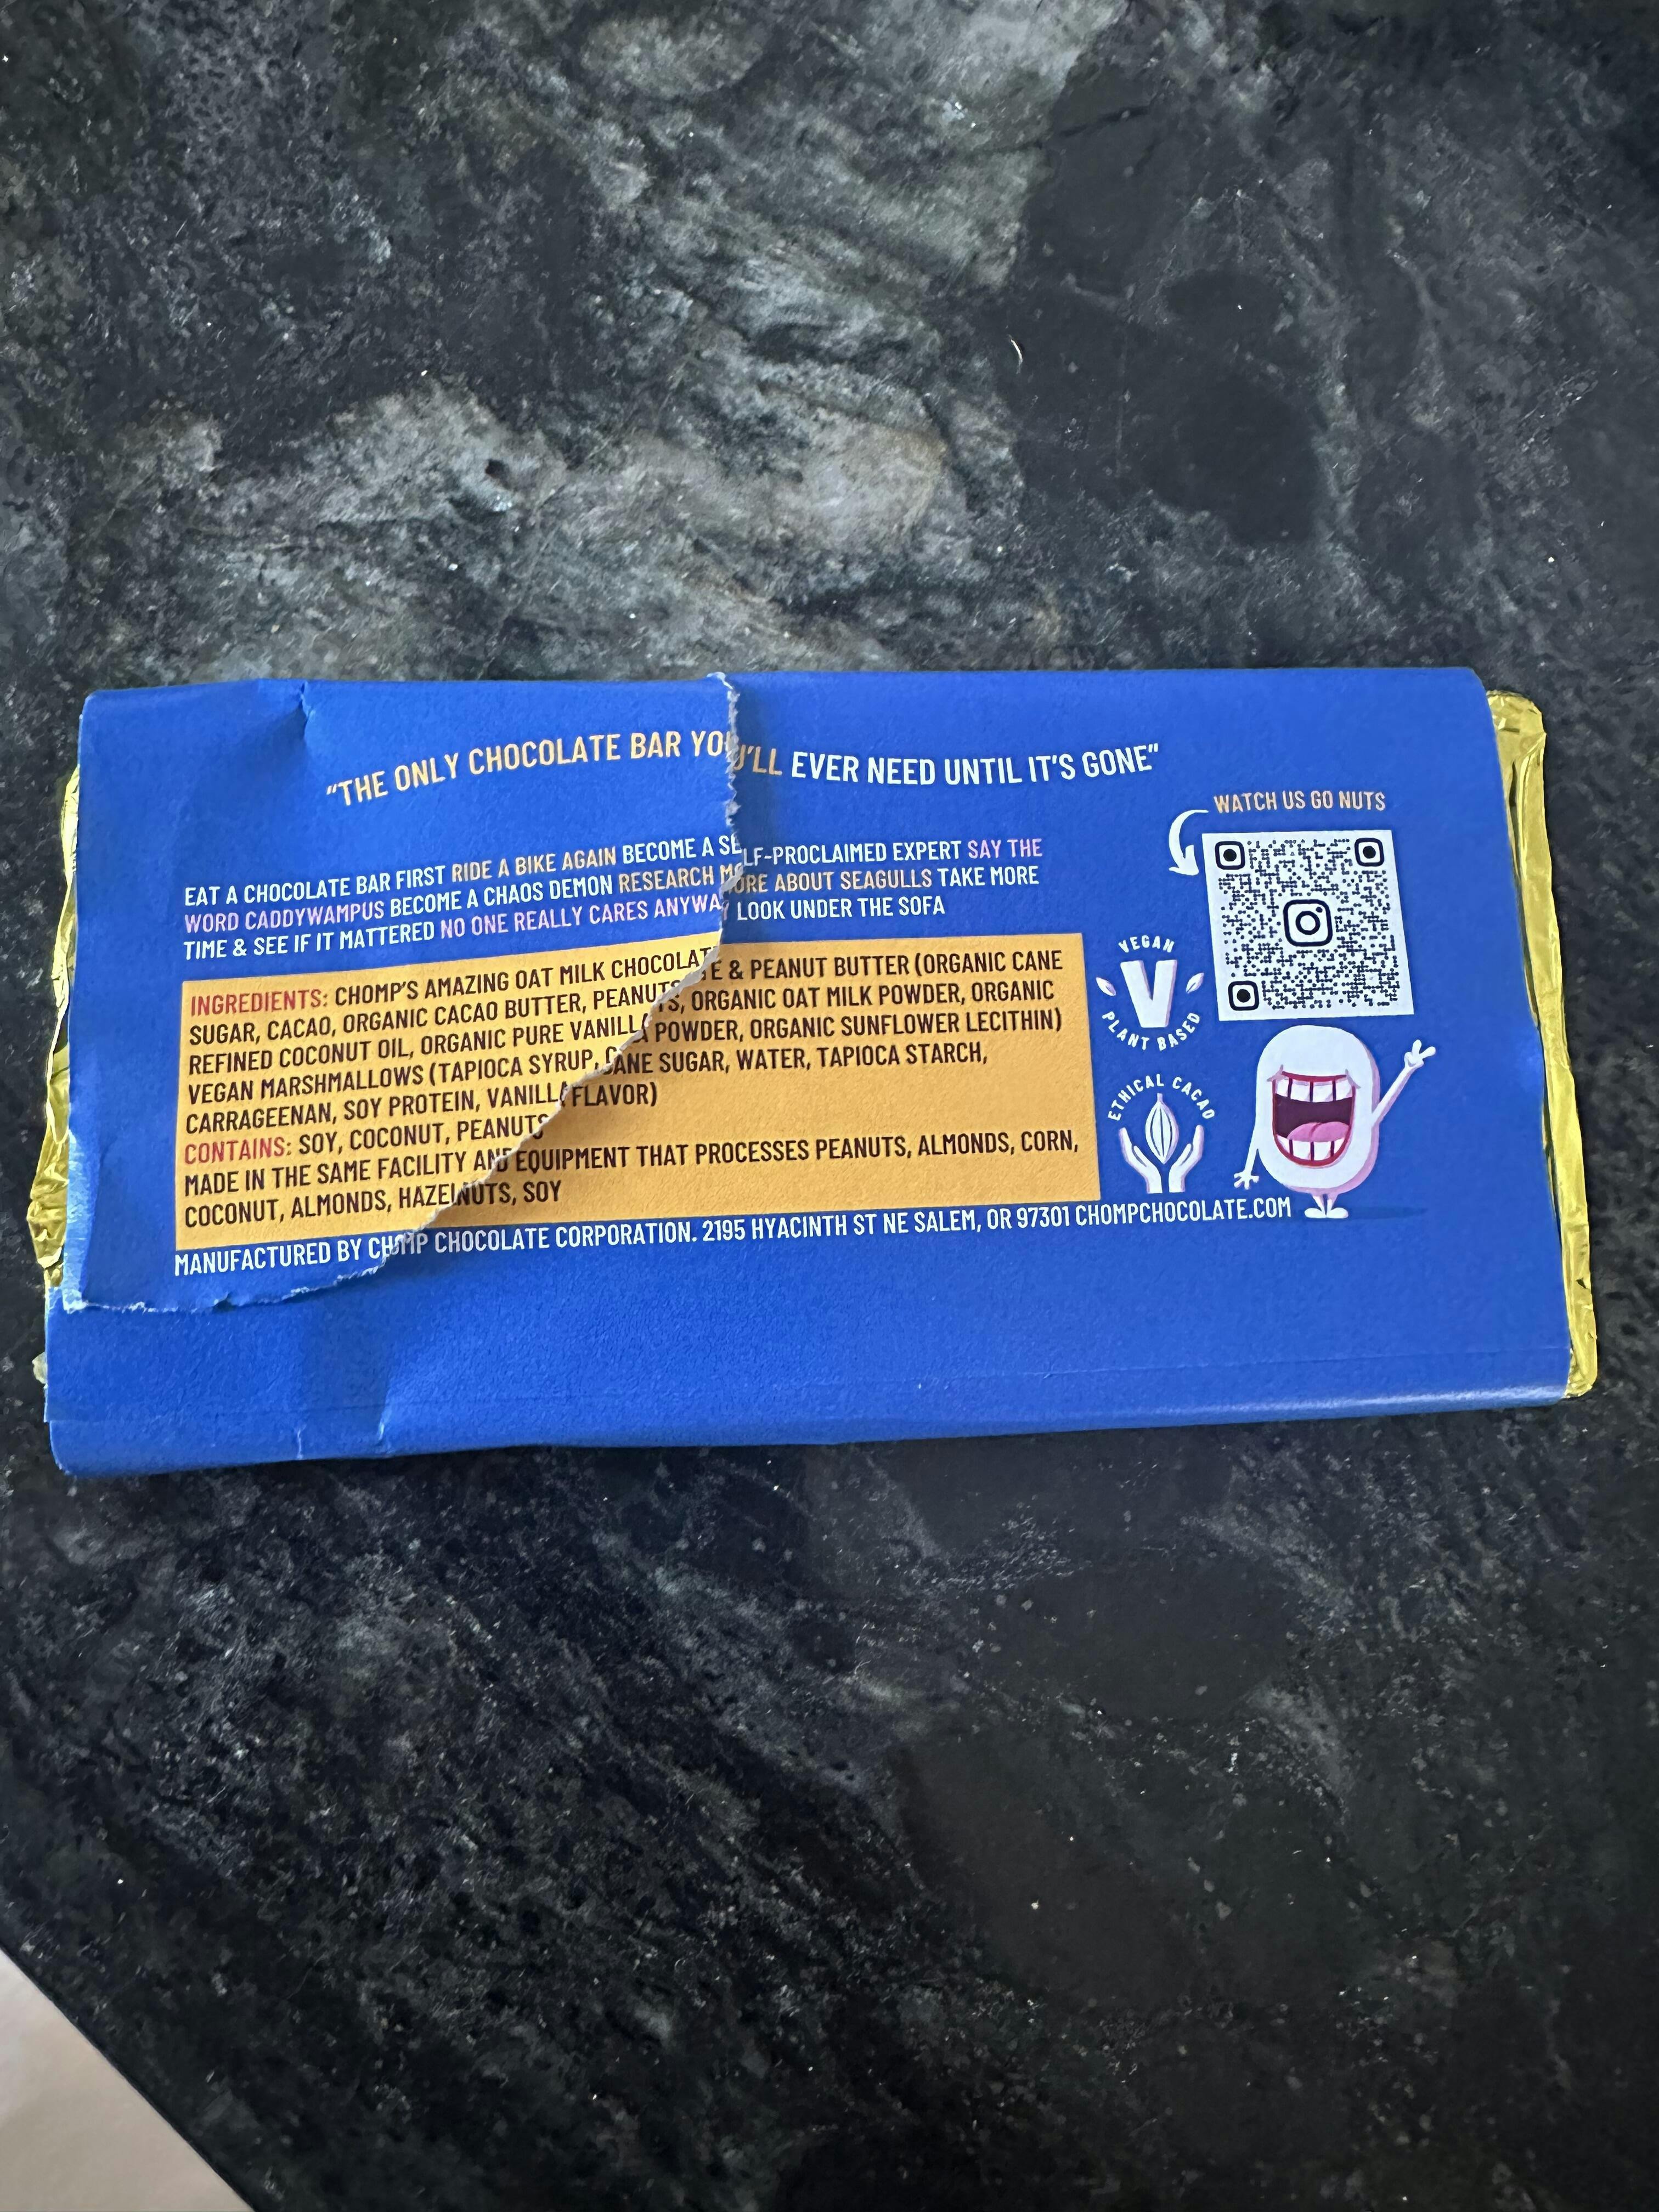 "THE ONLY CHOCOLATE BAR YOU'LL EVER NEED UNTIL IT'S GONE"
EAT A CHOCOLATE BAR FIRST RIDE A BIKE AGAIN BECOME A SELF-PROCLAIMED EXPERT SAY THE
WORD CADDYWAMPUS BECOME A CHAOS DEMON RESEARCH MORE ABOUT SEAGULLS TAKE MORE
TIME & SEE IF IT MATTERED NO ONE REALLY CARES ANYWAY LOOK UNDER THE SOFA
INGREDIENTS: CHOMP'S AMAZING OAT MILK CHOCOLATE & PEANUT BUTTER (ORGANIC CANE
SUGAR, CACAO, ORGANIC CACAO BUTTER, PEANUTS, ORGANIC OAT MILK POWDER, ORGANIC
REFINED COCONUT OIL, ORGANIC PURE VANILLA POWDER, ORGANIC SUNFLOWER LECITHIN)
VEGAN MARSHMALLOWS (TAPIOCA SYRUP, CANE SUGAR, WATER, TAPIOCA STARCH,
CARRAGEENAN, SOY PROTEIN, VANILLA FLAVOR)
CONTAINS: SOY, COCONUT, PEANUTS
MADE IN THE SAME FACILITY AND EQUIPMENT THAT PROCESSES PEANUTS, ALMONDS, CORN,
COCONUT, ALMONDS, HAZELNUTS, SOY
MANUFACTURED BY CHOMP CHOCOLATE CORPORATION. 2195 HYACINTH ST NE SALEM, OR 97301 CHOMPCHOCOLATE.COM
WATCH US GO NUTS
VEGAN
V
PLANT BASED
ETHICAL CACAO